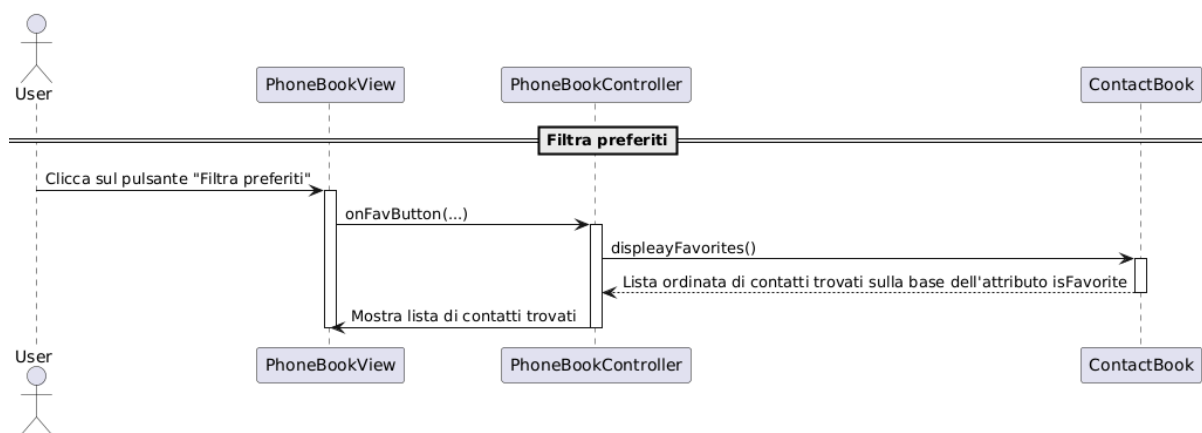 User
PhoneBookView
PhoneBookController
ContactBook
Filtra preferiti
Clicca sul pulsante "Filtra preferiti"
onFavButton(...)
displeayFavorites()
Lista ordinata di contatti trovati sulla base dell'attributo isFavorite
Mostra lista di contatti trovati
User
PhoneBookView
PhoneBookController
ContactBook